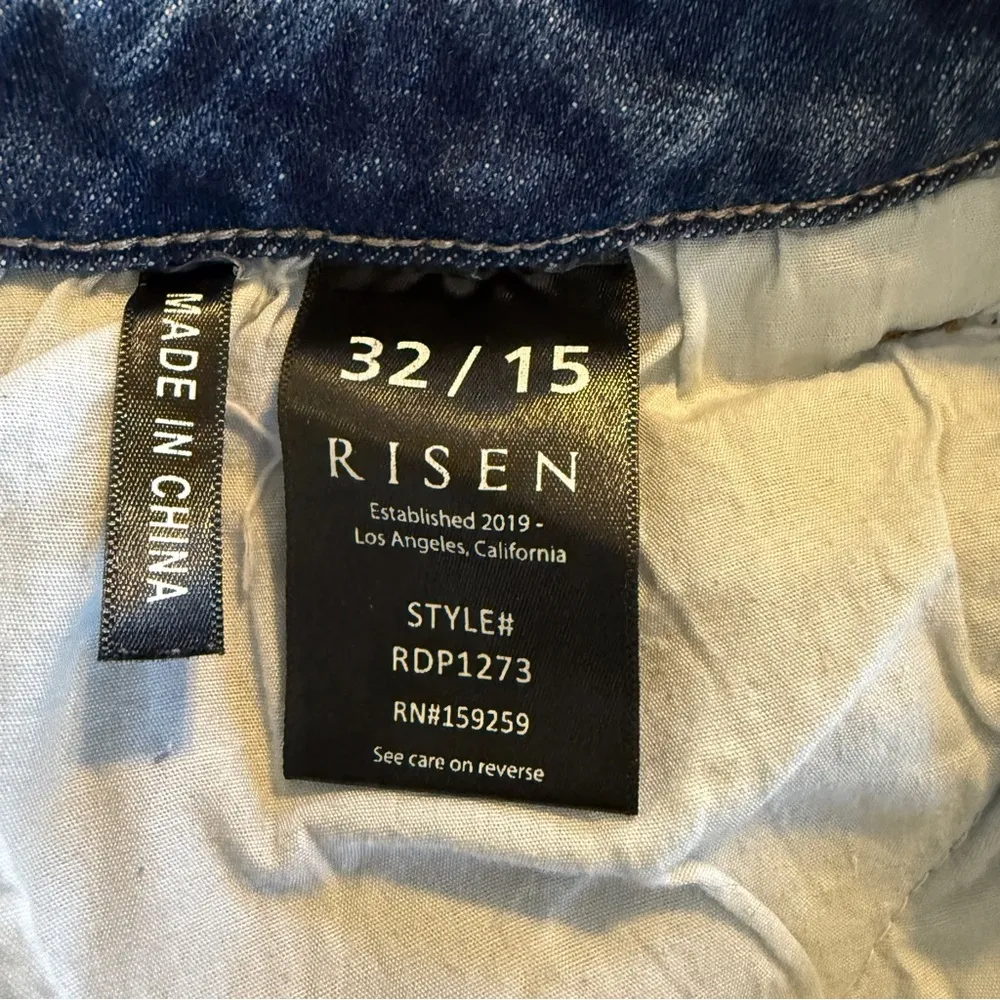 MADE IN CHINA
32 / 15
RISEN
Established 2019 -
Los Angeles, California
STYLE#
RDP1273
RN#159259
See care on reverse